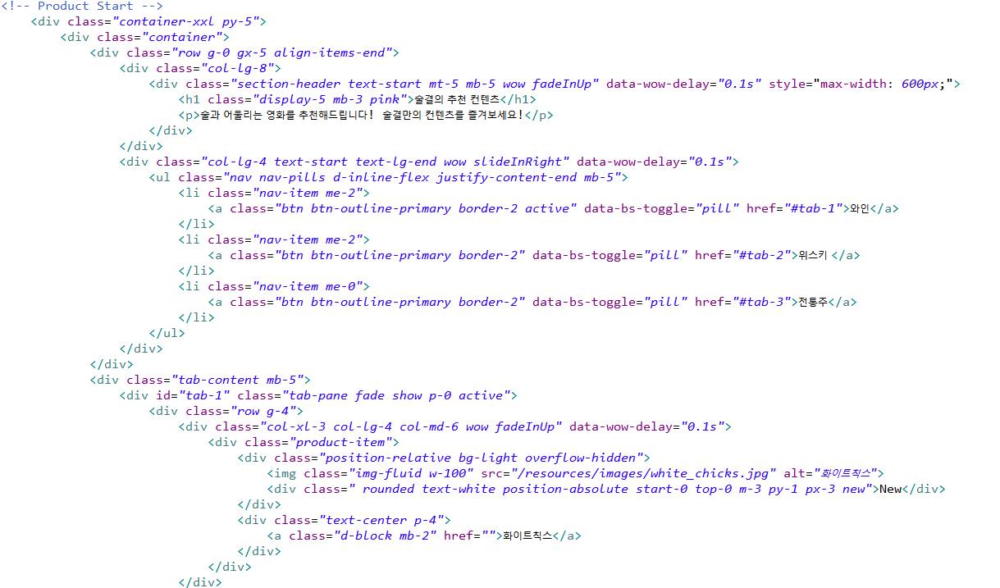 <!-- Product Start -->
<div class="container-xxl py-5">
<div class="container">
<div class="row g-0 gx-5 align-items-end">
<div class="col-lg-8">
<div class="section-header text-start mt-5 mb-5 wow fadeInUp" data-wow-delay="0.1s" style="max-width: 600px;">
<h1 class="display-5 mb-3 pink">술결의 추천 컨텐츠</h1>
<p>술과 어울리는 영화를 추천해드립니다! 술결만의 컨텐츠를 즐겨보세요!</p>
</div>
</div>
<div class="col-lg-4 text-start text-lg-end wow slideInRight" data-wow-delay="0.1s">
<ul class="nav nav-pills d-inline-flex justify-content-end mb-5">
<li class="nav-item me-2">
<a class="btn btn-outline-primary border-2 active" data-bs-toggle="pill" href="#tab-1">와인</a>
</li>
<li class="nav-item me-2">
<a class="btn btn-outline-primary border-2" data-bs-toggle="pill" href="#tab-2">위스키 </a>
</li>
<li class="nav-item me-0">
<a class="btn btn-outline-primary border-2" data-bs-toggle="pill" href="#tab-3">전통주</a>
</li>
</ul>
</div>
</div>
<div class="tab-content mb-5">
<div id="tab-1" class="tab-pane fade show p-0 active">
<div class="row g-4">
<div class="col-xl-3 col-lg-4 col-md-6 wow fadeInUp" data-wow-delay="0.1s">
<div class="product-item">
<div class="position-relative bg-light overflow-hidden">
<img class="img-fluid w-100" src="/resources/images/white_chicks.jpg" alt="화이트칙스">
<div class=" rounded text-white position-absolute start-0 top-0 m-3 py-1 px-3 new">New</div>
</div>
<div class="text-center p-4">
<a class="d-block mb-2" href="">화이트칙스</a>
</div>
</div>
</div>